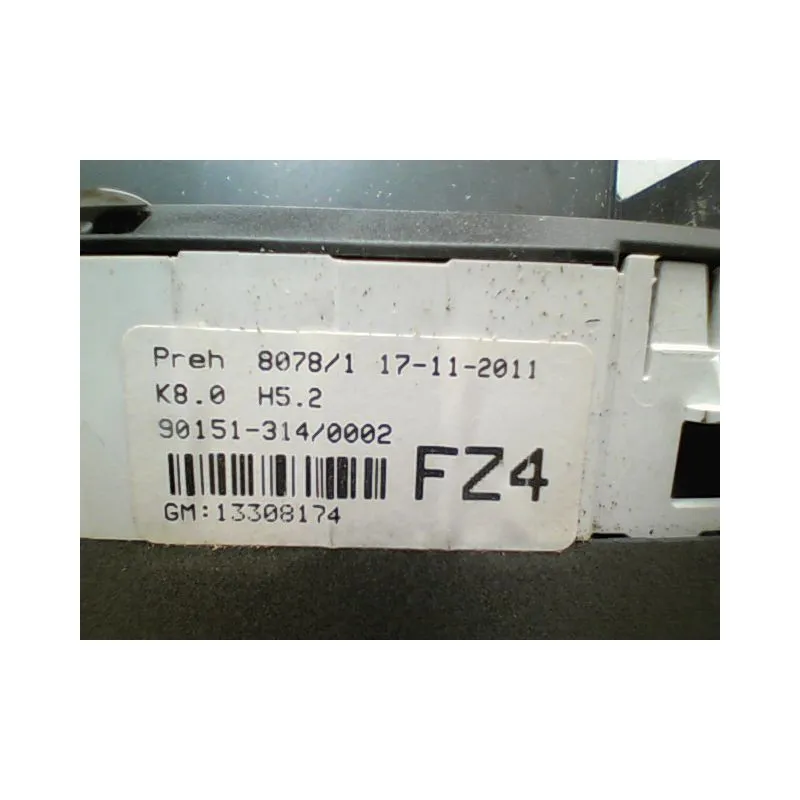 Preh 8078/1 17-11-2011
K8.0 H5.2
90151-314/0002
FZ4
GM:13308174